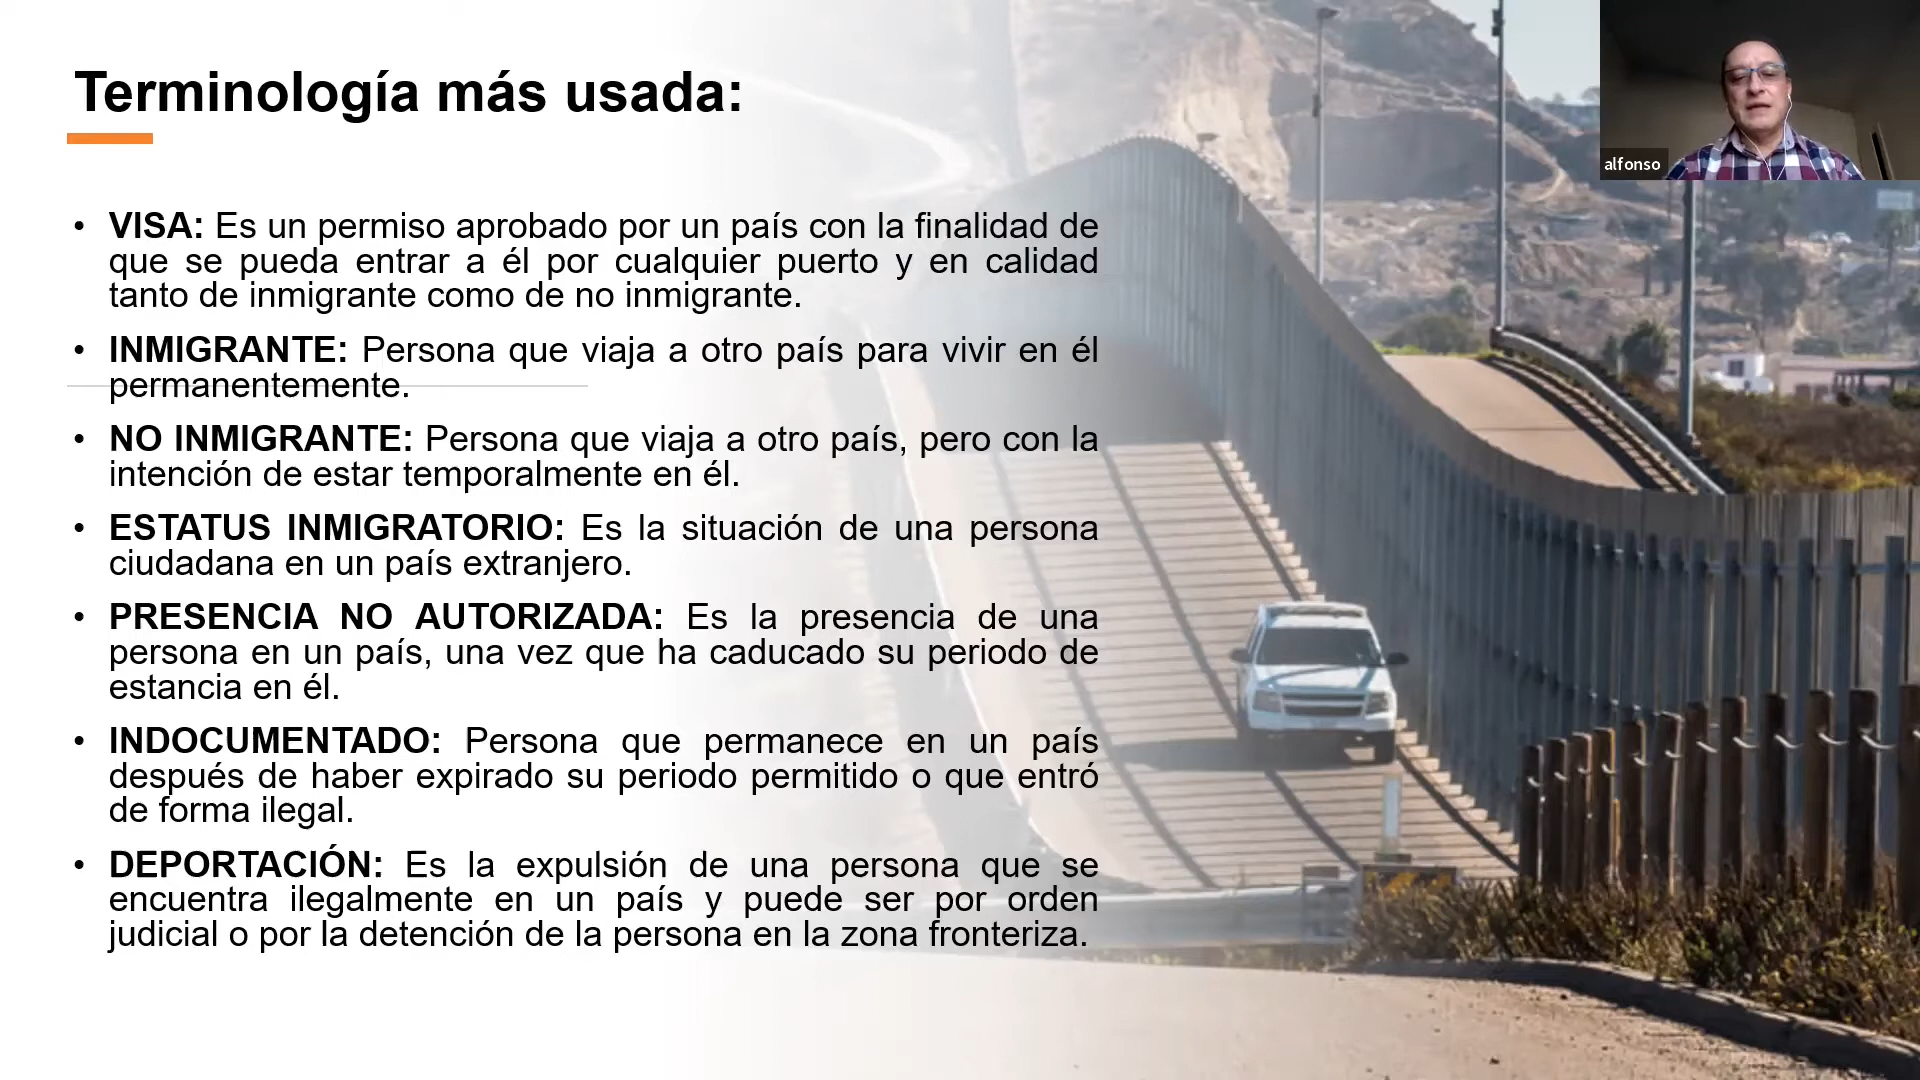 Terminología más usada:
alfonso
• VISA: Es un permiso aprobado por un país con la finalidad de
que se pueda entrar a él por cualquier puerto y en calidad
tanto de inmigrante como de no inmigrante.
• INMIGRANTE: Persona que viaja a otro país para vivir en él
permanentemente.
• NO INMIGRANTE: Persona que viaja a otro país, pero con la
intención de estar temporalmente en él.
• ESTATUS INMIGRATORIO: Es la situación de una persona
ciudadana en un país extranjero.
• PRESENCIA NO AUTORIZADA: Es la presencia de una
persona en un país, una vez que ha caducado su periodo de
estancia en él.
• INDOCUMENTADO: Persona que permanece en un país
después de haber expirado su periodo permitido o que entró
de forma ilegal.
• DEPORTACIÓN: Es la expulsión de una persona que se
encuentra ilegalmente en un país y puede ser por orden
judicial o por la detención de la persona en la zona fronteriza.